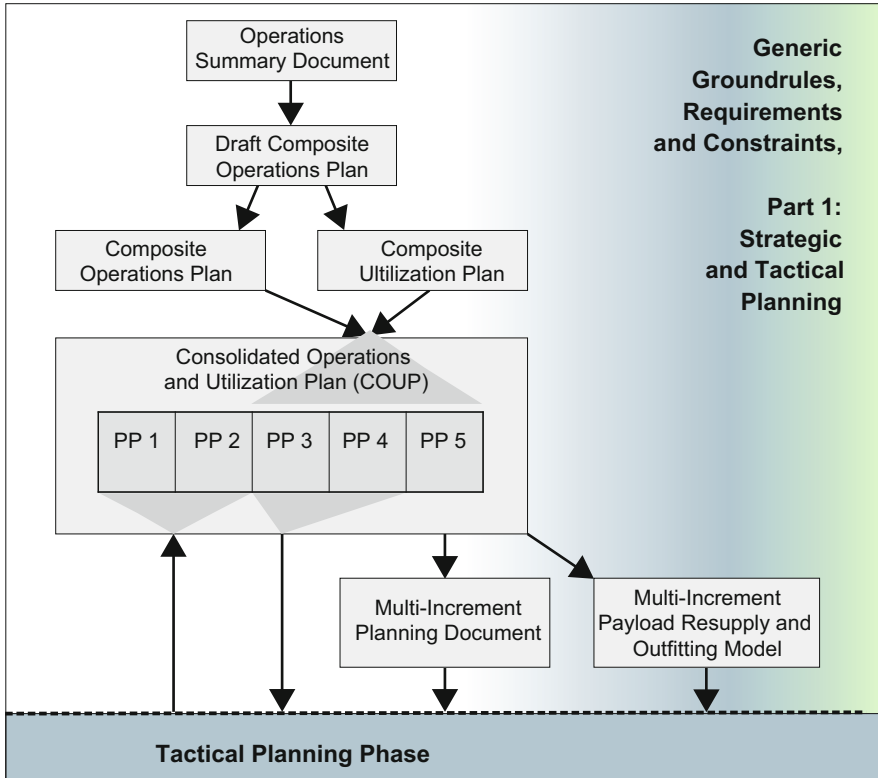 Operations
Summary Document
Generic
Groundrules,
Requirements
and Constraints,
Part 1:
Strategic
and Tactical
Planning
Draft Composite
Operations Plan
Composite
Operations Plan
Composite
Ultilization Plan
Consolidated Operations
and Utilization Plan (COUP)
PP 1
PP 2
PP 3
PP 4
PP 5
Multi-Increment
Planning Document
Multi-Increment
Payload Resupply and
Outfitting Model
Tactical Planning Phase